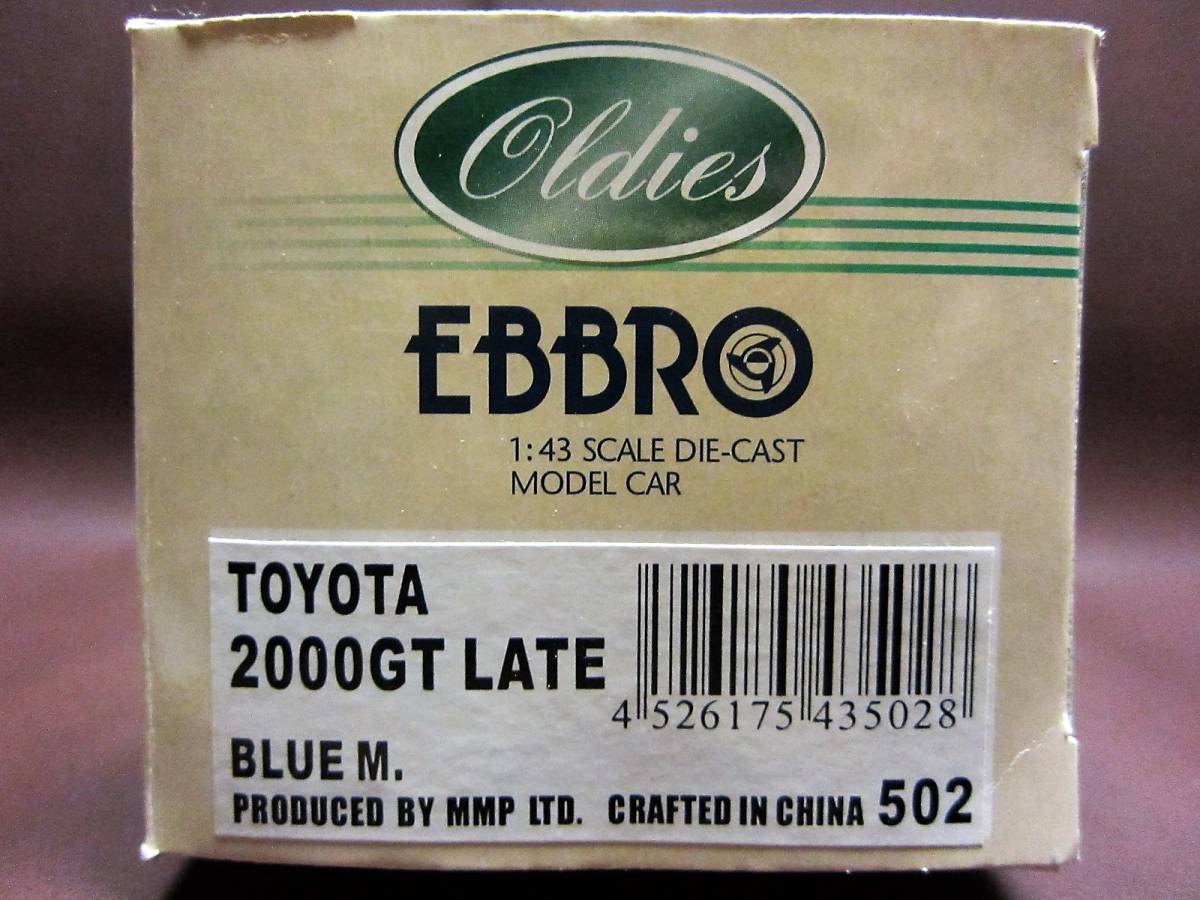 Oldies
EBBRO
1:43 SCALE DIE-CAST
MODEL CAR
TOYOTA
2000GT LATE
4 526175 435028
BLUE M.
PRODUCED BY MMP LTD. CRAFTED IN CHINA 502